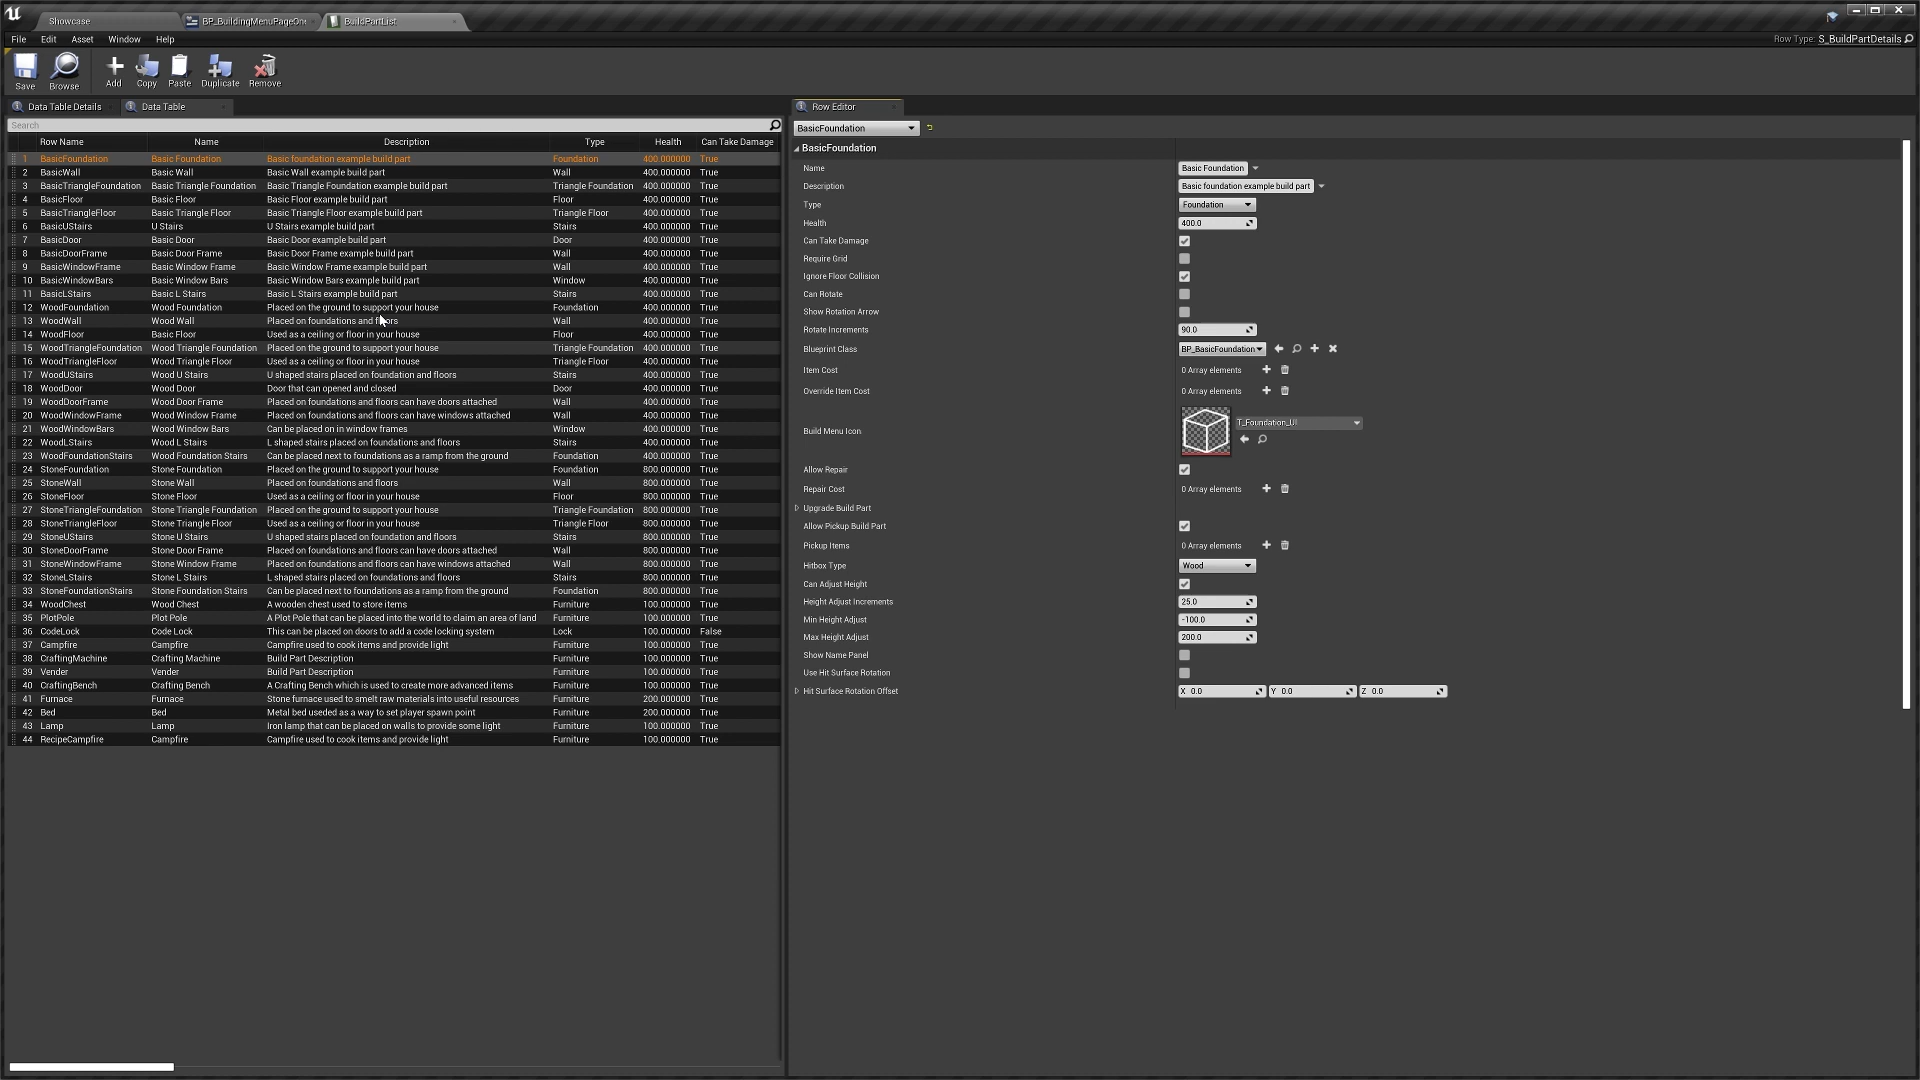 Showcase
BP_BuildingMenuPageOne
BuildPartList
File Edit Asset Window Help
Row Type: S_BuildPartDetails
Save Browse Add Copy Paste Duplicate Remove
Data Table Details Data Table
Search
Row Name Name Description Type Health Can Take Damage
1 BasicFoundation Basic Foundation Basic foundation example build part Foundation 400.000000 True
2 BasicWall Basic Wall Basic Wall example build part Wall 400.000000 True
3 BasicTriangleFoundation Basic Triangle Foundation Basic Triangle Foundation example build part Triangle Foundation 400.000000 True
4 BasicFloor Basic Floor Basic Floor example build part Floor 400.000000 True
5 BasicTriangleFloor Basic Triangle Floor Basic Triangle Floor example build part Triangle Floor 400.000000 True
6 BasicUStairs U Stairs U Stairs example build part Stairs 400.000000 True
7 BasicDoor Basic Door Basic Door example build part Door 400.000000 True
8 BasicDoorFrame Basic Door Frame Basic Door Frame example build part Wall 400.000000 True
9 BasicWindowFrame Basic Window Frame Basic Window Frame example build part Wall 400.000000 True
10 BasicWindowBars Basic Window Bars Basic Window Bars example build part Window 400.000000 True
11 BasicLStairs Basic L Stairs Basic L Stairs example build part Stairs 400.000000 True
12 WoodFoundation Wood Foundation Placed on the ground to support your house Foundation 400.000000 True
13 WoodWall Wood Wall Placed on foundations and floors Wall 400.000000 True
14 WoodFloor Basic Floor Used as a ceiling or floor in your house Floor 400.000000 True
15 WoodTriangleFoundation Wood Triangle Foundation Placed on the ground to support your house Triangle Foundation 400.000000 True
16 WoodTriangleFloor Wood Triangle Floor Used as a ceiling or floor in your house Triangle Floor 400.000000 True
17 WoodUStairs Wood U Stairs U shaped stairs placed on foundation and floors Stairs 400.000000 True
18 WoodDoor Wood Door Door that can opened and closed Door 400.000000 True
19 WoodDoorFrame Wood Door Frame Placed on foundations and floors can have doors attached Wall 400.000000 True
20 WoodWindowFrame Wood Window Frame Placed on foundations and floors can have windows attached Wall 400.000000 True
21 WoodWindowBars Wood Window Bars Can be placed on in window frames Window 400.000000 True
22 WoodLStairs Wood L Stairs L shaped stairs placed on foundations and floors Stairs 400.000000 True
23 WoodFoundationStairs Wood Foundation Stairs Can be placed next to foundations as a ramp from the ground Foundation 400.000000 True
24 StoneFoundation Stone Foundation Placed on the ground to support your house Foundation 800.000000 True
25 StoneWall Stone Wall Placed on foundations and floors Wall 800.000000 True
26 StoneFloor Stone Floor Used as a ceiling or floor in your house Floor 800.000000 True
27 StoneTriangleFoundation Stone Triangle Foundation Placed on the ground to support your house Triangle Foundation 800.000000 True
28 StoneTriangleFloor Stone Triangle Floor Used as a ceiling or floor in your house Triangle Floor 800.000000 True
29 StoneUStairs Stone U Stairs U shaped stairs placed on foundation and floors Stairs 800.000000 True
30 StoneDoorFrame Stone Door Frame Placed on foundations and floors can have doors attached Wall 800.000000 True
31 StoneWindowFrame Stone Window Frame Placed on foundations and floors can have windows attached Wall 800.000000 True
32 StoneLStairs Stone L Stairs L shaped stairs placed on foundations and floors Stairs 800.000000 True
33 StoneFoundationStairs Stone Foundation Stairs Can be placed next to foundations as a ramp from the ground Foundation 800.000000 True
34 WoodChest Wood Chest A wooden chest used to store items Furniture 100.000000 True
35 PlotPole Plot Pole A Plot Pole that can be placed into the world to claim an area of land Furniture 100.000000 True
36 CodeLock Code Lock This can be placed on doors to add a code locking system Lock 100.000000 False
37 Campfire Campfire Campfire used to cook items and provide light Furniture 100.000000 True
38 CraftingMachine Crafting Machine Build Part Description Furniture 100.000000 True
39 Vender Vender Build Part Description Furniture 100.000000 True
40 CraftingBench Crafting Bench A Crafting Bench which is used to create more advanced items Furniture 100.000000 True
41 Furnace Furnace Stone furnace used to smelt raw materials into useful resources Furniture 200.000000 True
42 Bed Bed Metal bed useded as a way to set player spawn point Furniture 200.000000 True
43 Lamp Lamp Iron lamp that can be placed on walls to provide some light Furniture 100.000000 True
44 RecipeCampfire Campfire Campfire used to cook items and provide light Furniture 100.000000 True
Row Editor
BasicFoundation
BasicFoundation
Name Basic Foundation
Description Basic foundation example build part
Type Foundation
Health 400.0
Can Take Damage
Require Grid
Ignore Floor Collision
Can Rotate
Show Rotation Arrow
Rotate Increments 90.0
Blueprint Class BP_BasicFoundation
Item Cost 0 Array elements
Override Item Cost 0 Array elements
Build Menu Icon T_Foundation_UI
Allow Repair
Repair Cost 0 Array elements
Upgrade Build Part
Allow Pickup Build Part
Pickup Items 0 Array elements
Hitbox Type Wood
Can Adjust Height
Height Adjust Increments 25.0
Min Height Adjust -100.0
Max Height Adjust 200.0
Show Name Panel
Use Hit Surface Rotation
Hit Surface Rotation Offset X 0.0 Y 0.0 Z 0.0